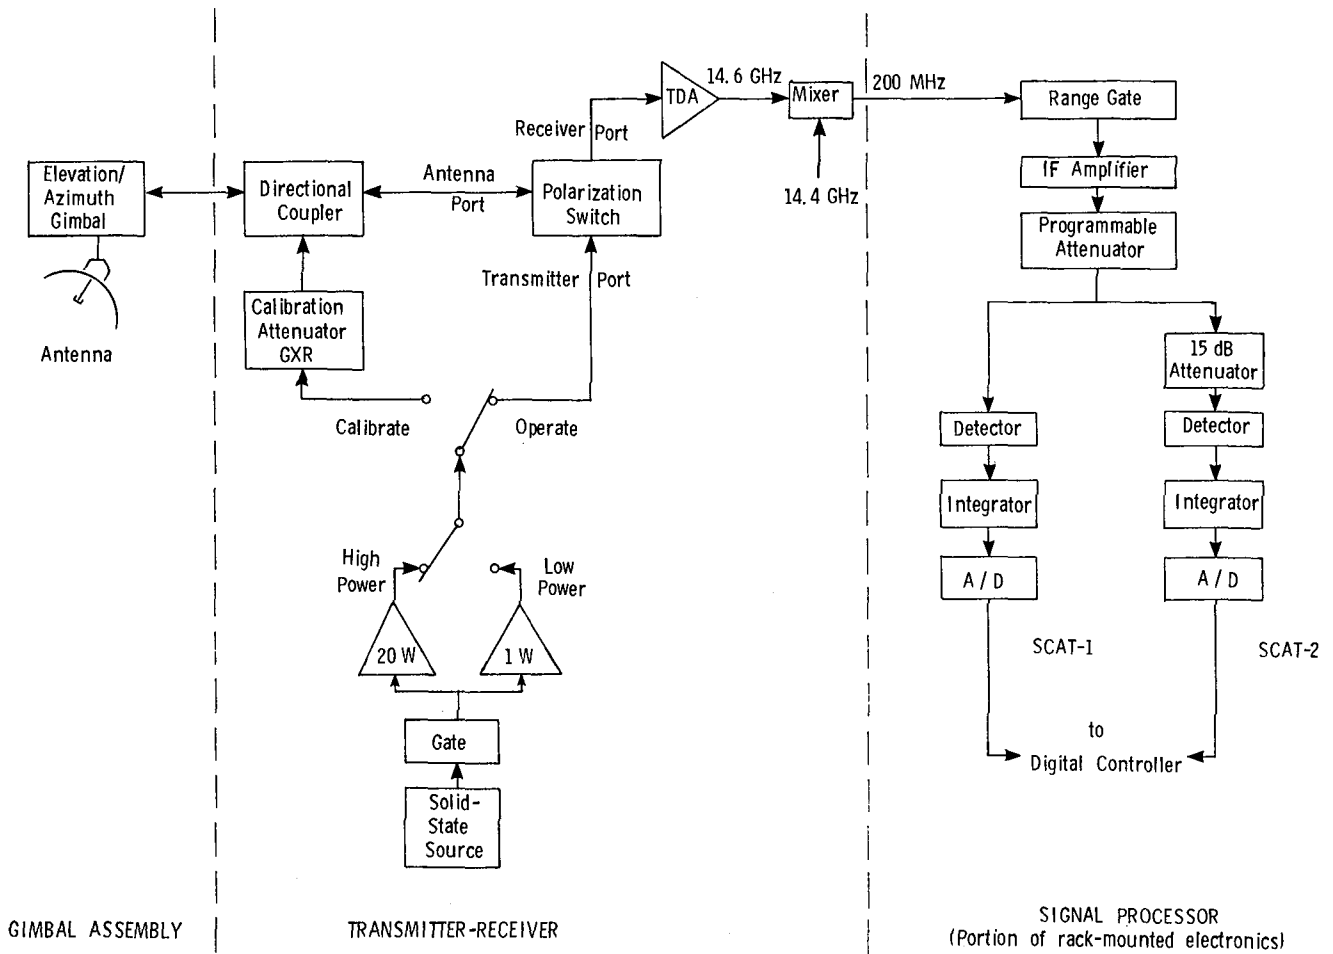 14.6 GHz
TDA
Mixer
200 MHz
Range Gate
Receiver Port
14.4 GHz
IF Amplifier
Elevation/
Azimuth
Gimbal
Directional
Coupler
Antenna
Port
Polarization
Switch
Programmable
Attenuator
Transmitter Port
Antenna
Calibration
Attenuator
GXR
15 dB
Attenuator
Calibrate
Operate
Detector
Detector
Integrator
Integrator
High
Power
Low
Power
A / D
A / D
20 W
1 W
SCAT-1
SCAT-2
Gate
to
Digital Controller
Solid-
State
Source
GIMBAL ASSEMBLY
TRANSMITTER-RECEIVER
SIGNAL PROCESSOR
(Portion of rack-mounted electronics)